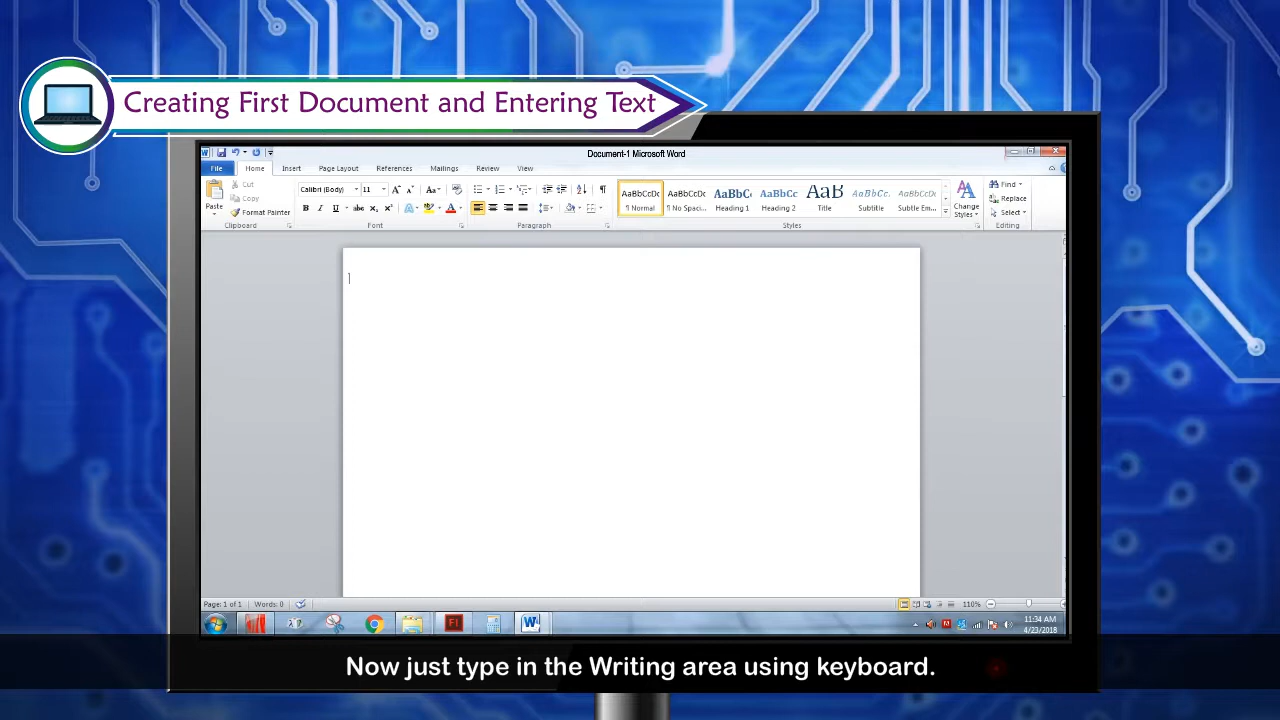 Creating First Document and Entering Text
Document-1 Microsoft Word
File Home Insert Page Layout References Mailings Review View
Paste
Cut
Copy
Format Painter
Clipboard
Calibri (Body) 11
Font
Paragraph
AaBbCcDc AaBbCcDc AaBbC AaBbCc AaB AaBbCc. AaBbCcDc
¶ Normal ¶ No Spaci... Heading 1 Heading 2 Title Subtitle Subtle Em...
Change
Styles
Styles
Find
Replace
Select
Editing
Page: 1 of 1 Words: 0
110%
11:34 AM
4/23/2018
Now just type in the Writing area using keyboard.